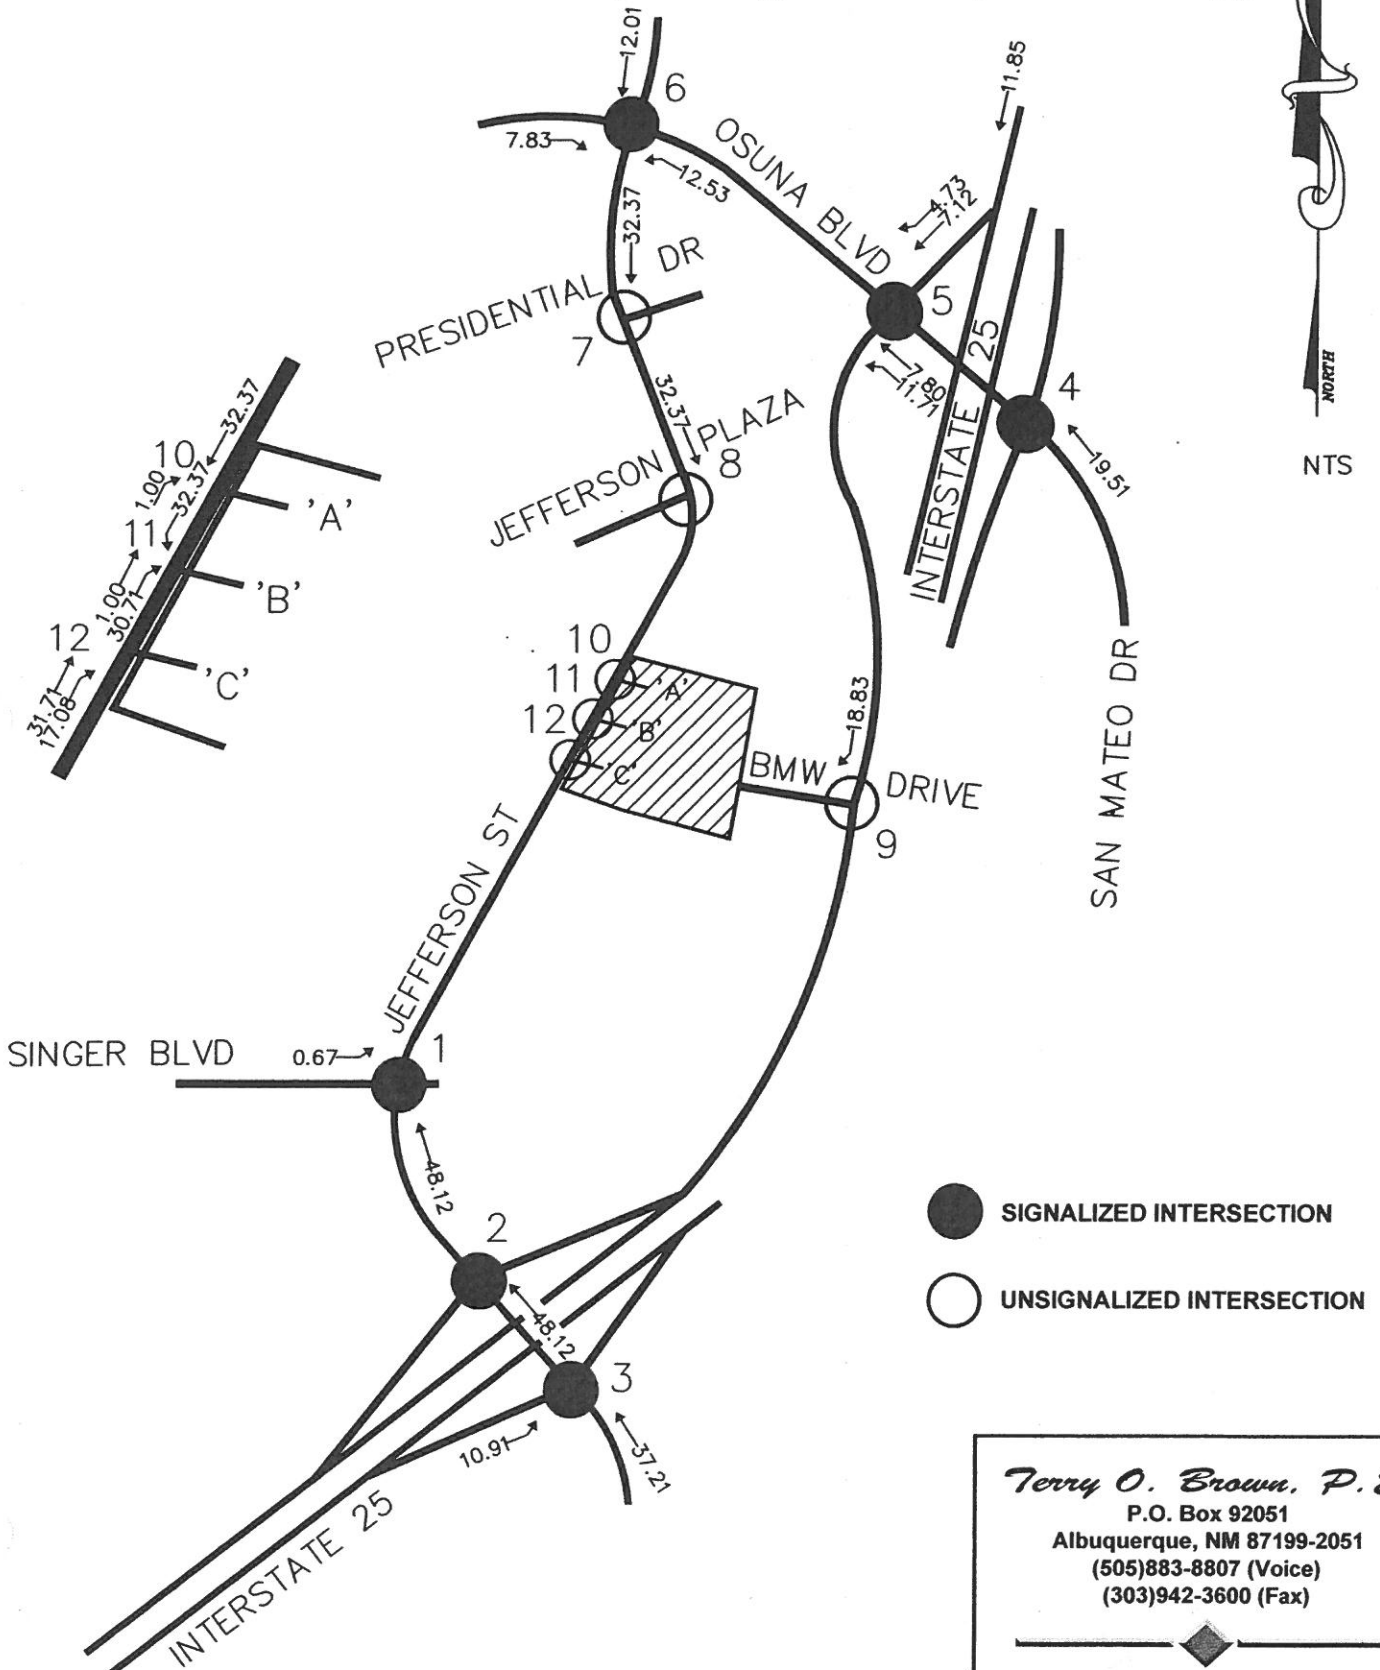 12.01
6
11.85
7.83
12.53
OSUNA BLVD
4.73
7.12
32.37
PRESIDENTIAL DR
7
5
25
4
NORTH
NTS
32.37
7.80
11.71
JEFFERSON PLAZA
8
INTERSTATE
19.51
32.37
10
1.00
32.37
'A'
11
1.00
30.71
'B'
12
31.71
17.08
'C'
10
11
12
'A'
'B'
'C'
18.83
BMW DRIVE
9
SAN MATEO DR
JEFFERSON ST
SINGER BLVD
0.67
1
48.12
2
48.12
3
10.91
37.21
INTERSTATE 25
SIGNALIZED INTERSECTION
UNSIGNALIZED INTERSECTION
Terry O. Brown, P.
P.O. Box 92051
Albuquerque, NM 87199-2051
(505)883-8807 (Voice)
(303)942-3600 (Fax)